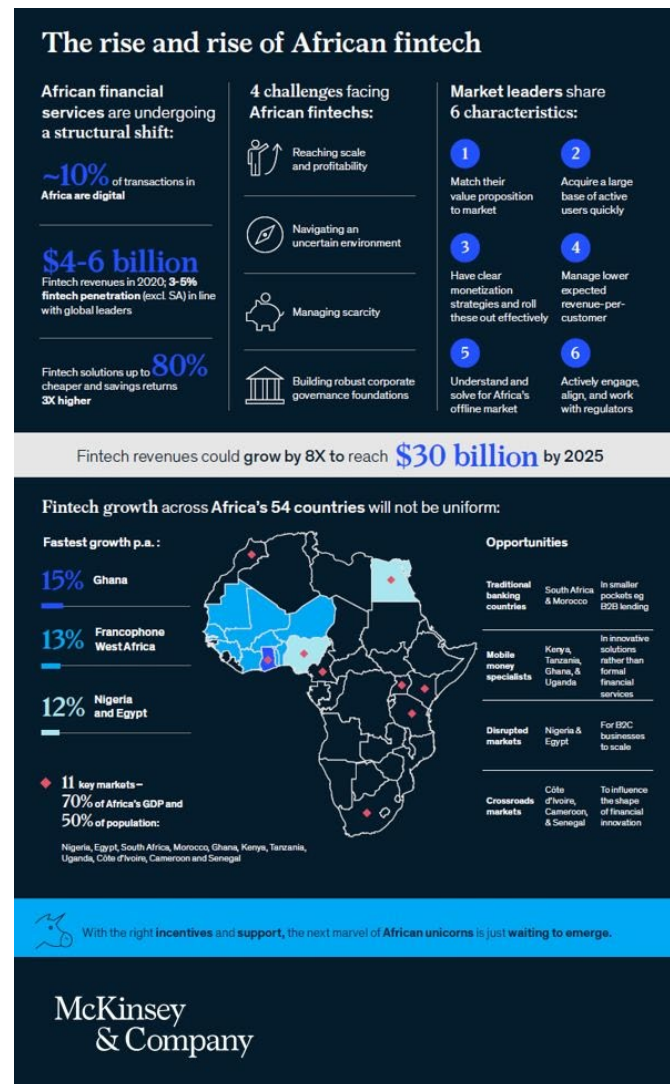 The rise and rise of African fintech
African financial
services are undergoing
a structural shift:
~10% of transactions in
Africa are digital
$4-6 billion
Fintech revenues in 2020; 3-5%
fintech penetration (excl. SA) in line
with global leaders
Fintech solutions up to 80%
cheaper and savings returns
3X higher
4 challenges facing
African fintechs:
Reaching scale
and profitability
Navigating an
uncertain environment
Managing scarcity
Building robust corporate
governance foundations
Market leaders share
6 characteristics:
1
Match their
value proposition
to market
2
Acquire a large
base of active
users quickly
3
Have clear
monetization
strategies and roll
these out effectively
4
Manage lower
expected
revenue-per-
customer
5
Understand and
solve for Africa's
offline market
6
Actively engage,
align, and work
with regulators
Fintech revenues could grow by 8X to reach $30 billion by 2025
Fintech growth across Africa's 54 countries will not be uniform:
Fastest growth p.a. :
15% Ghana
13% Francophone
West Africa
12% Nigeria
and Egypt
11 key markets–
70% of Africa's GDP and
50% of population:
Nigeria, Egypt, South Africa, Morocco, Ghana, Kenya, Tanzania,
Uganda, Côte d'Ivoire, Cameroon and Senegal
Opportunities
Traditional
banking
countries
South Africa
& Morocco
In smaller
pockets eg
B2B lending
Mobile
money
specialists
Kenya,
Tanzania,
Ghana, &
Uganda
In innovative
solutions
rather than
formal
financial
services
Disrupted
markets
Nigeria &
Egypt
For B2C
businesses
to scale
Crossroads
markets
Côte
d'Ivoire,
Cameroon,
& Senegal
To influence
the shape
of financial
innovation
With the right incentives and support, the next marvel of African unicorns is just waiting to emerge.
McKinsey
& Company